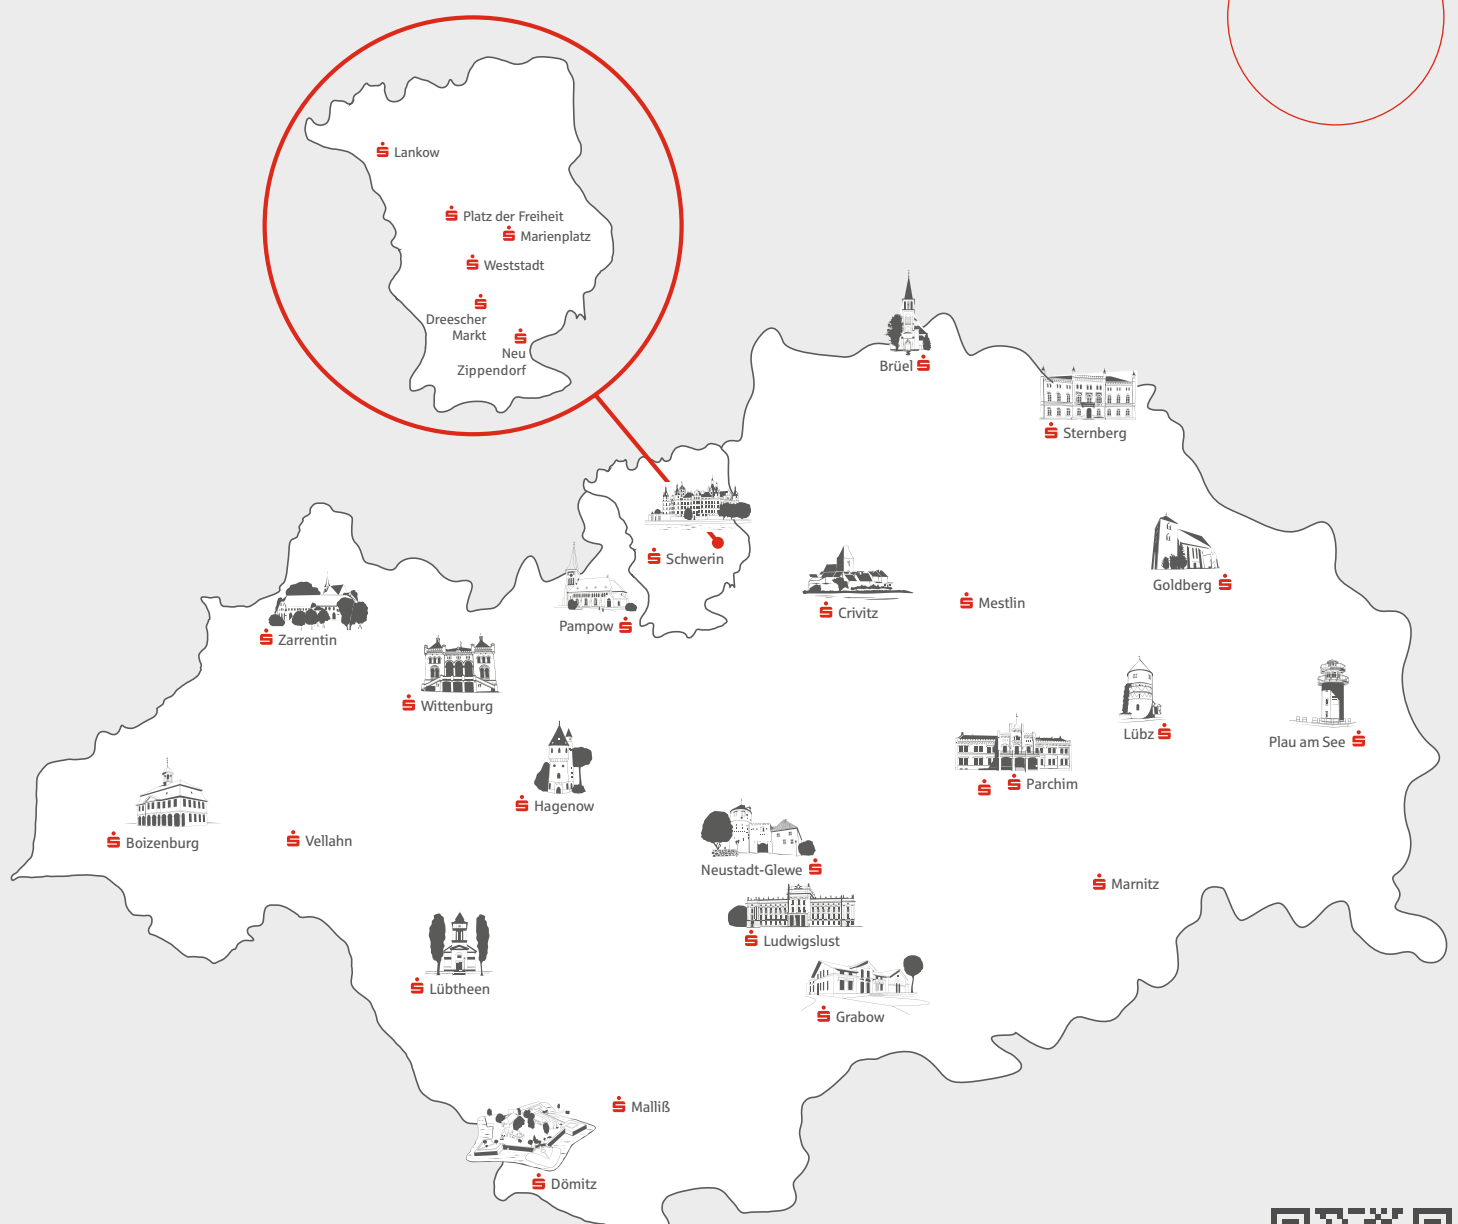 Lankow
Platz der Freiheit
Marienplatz
Weststadt
Dreescher
Markt
Neu
Zippendorf
Brüel
Sternberg
Schwerin
Goldberg
Mestlin
Crivitz
Pampow
Zarrentin
Wittenburg
Lübz
Plau am See
Parchim
Hagenow
Boizenburg
Vellahn
Neustadt-Glewe
Marnitz
Ludwigslust
Lübtheen
Grabow
Malliß
Dömitz